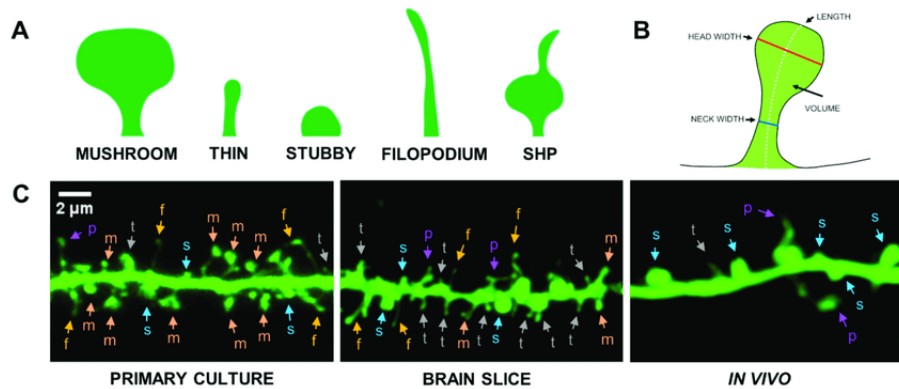 A
MUSHROOM THIN STUBBY FILOPODIUM SHP
B
LENGTH
HEAD WIDTH
VOLUME
NECK WIDTH
C
2 µm
p m t f s m m m f t
f m m s m m m s f
t s p t f p f t t m
f f t t m t s t t t m
s t s p s s
s p
PRIMARY CULTURE BRAIN SLICE IN VIVO